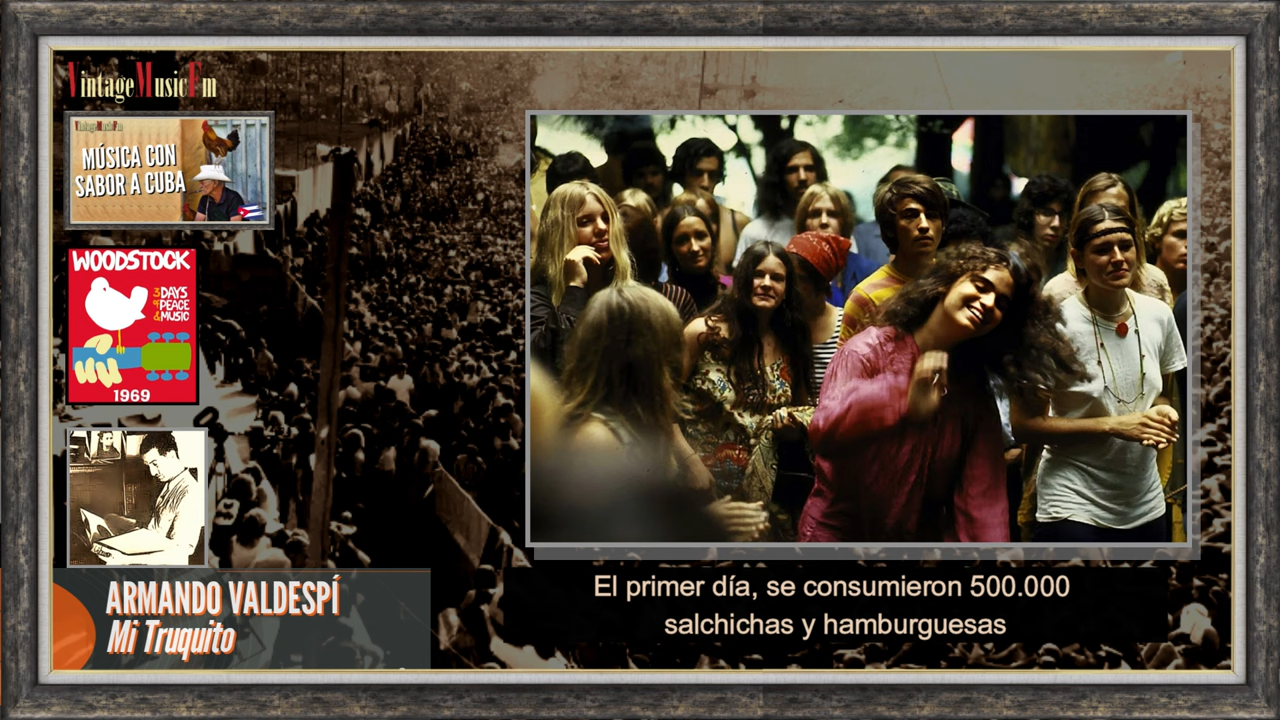 VintageMusicFm
VintageMusicFm
MÚSICA CON
SABOR A CUBA
WOODSTOCK
3 DAYS
OF PEACE
& MUSIC
1969
ARMANDO VALDESPÍ
Mi Truquito
El primer día, se consumieron 500.000
salchichas y hamburguesas